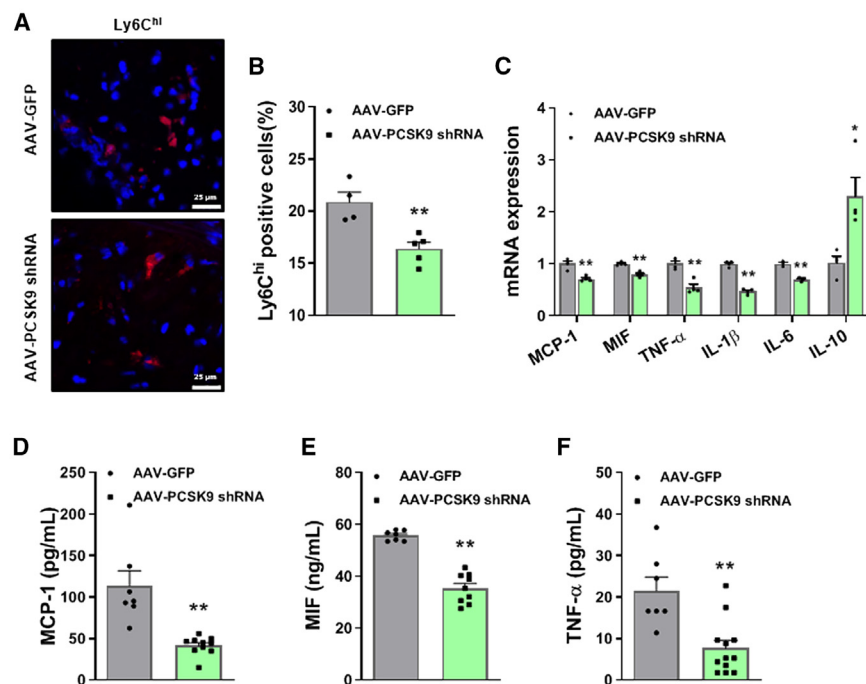 A
Ly6Chi
AAV-GFP
25 µm
AAV-PCSK9 shRNA
25 µm
B
Ly6Chi positive cells(%)
30
25
20
15
10
AAV-GFP
AAV-PCSK9 shRNA
**
C
mRNA expression
4
3
2
1
0
AAV-GFP
AAV-PCSK9 shRNA
** ** ** ** ** *
MCP-1 MIF TNF-α IL-1β IL-6 IL-10
D
MCP-1 (pg/mL)
250
200
150
100
50
0
AAV-GFP
AAV-PCSK9 shRNA
**
E
MIF (ng/mL)
80
60
40
20
0
AAV-GFP
AAV-PCSK9 shRNA
**
F
TNF-α (pg/mL)
50
40
30
20
10
0
AAV-GFP
AAV-PCSK9 shRNA
**